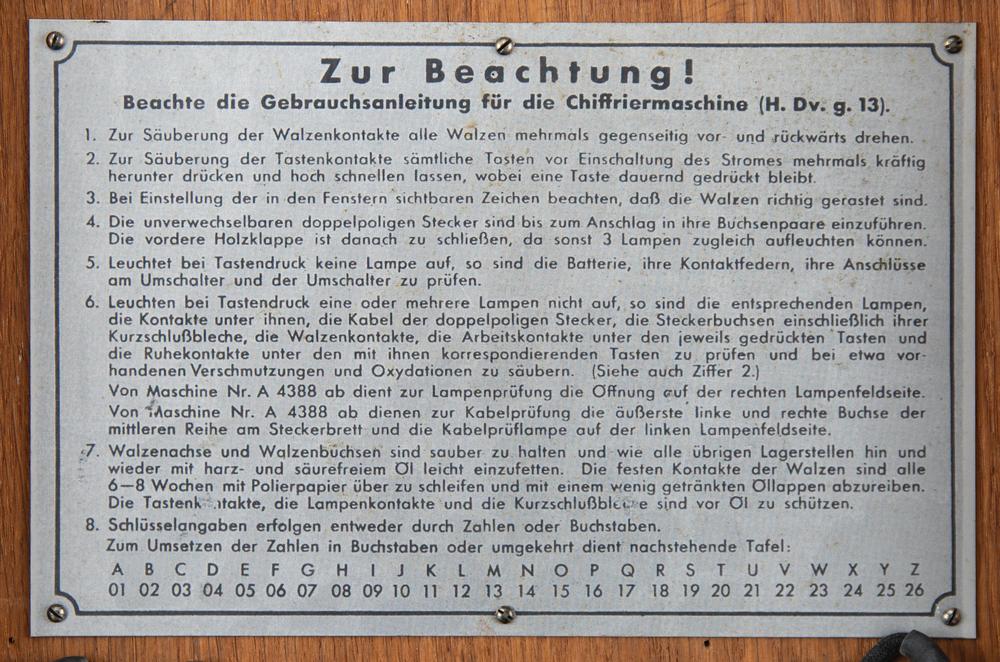 Zur Beachtung!
Beachte die Gebrauchsanleitung für die Chiffriermaschine (H. Dv. g. 13).
1. Zur Säuberung der Walzenkontakte alle Walzen mehrmals gegenseitig vor- und rückwärts drehen.
2. Zur Säuberung der Tastenkontakte sämtliche Tasten vor Einschaltung des Stromes mehrmals kräftig
herunter drücken und hoch schnellen lassen, wobei eine Taste dauernd gedrückt bleibt.
3. Bei Einstellung der in den Fenstern sichtbaren Zeichen beachten, daß die Walzen richtig gerastet sind.
4. Die unverwechselbaren doppelpoligen Stecker sind bis zum Anschlag in ihre Buchsenpaare einzuführen.
Die vordere Holzklappe ist danach zu schließen, da sonst 3 Lampen zugleich aufleuchten können.
5. Leuchtet bei Tastendruck keine Lampe auf, so sind die Batterie, ihre Kontaktfedern, ihre Anschlüsse
am Umschalter und der Umschalter zu prüfen.
6. Leuchten bei Tastendruck eine oder mehrere Lampen nicht auf, so sind die entsprechenden Lampen,
die Kontakte unter ihnen, die Kabel der doppelpoligen Stecker, die Steckerbuchsen einschließlich ihrer
Kurzschlußbleche, die Walzenkontakte, die Arbeitskontakte unter den jeweils gedrückten Tasten und
die Ruhekontakte unter den mit ihnen korrespondierenden Tasten zu prüfen und bei etwa vor-
handenen Verschmutzungen und Oxydationen zu säubern. (Siehe auch Ziffer 2.)
Von Maschine Nr. A 4388 ab dient zur Lampenprüfung die Öffnung auf der rechten Lampenfeldseite.
Von Maschine Nr. A 4388 ab dienen zur Kabelprüfung die äußerste linke und rechte Buchse der
mittleren Reihe am Steckerbrett und die Kabelprüflampe auf der linken Lampenfeldseite.
7. Walzenachse und Walzenbuchsen sind sauber zu halten und wie alle übrigen Lagerstellen hin und
wieder mit harz- und säurefreiem Öl leicht einzufetten. Die festen Kontakte der Walzen sind alle
6–8 Wochen mit Polierpapier über zu schleifen und mit einem wenig getränkten Öllappen abzureiben.
Die Tastenkontakte, die Lampenkontakte und die Kurzschlußbleche sind vor Öl zu schützen.
8. Schlüsselangaben erfolgen entweder durch Zahlen oder Buchstaben.
Zum Umsetzen der Zahlen in Buchstaben oder umgekehrt dient nachstehende Tafel:
A B C D E F G H I J K L M N O P Q R S T U V W X Y Z
01 02 03 04 05 06 07 08 09 10 11 12 13 14 15 16 17 18 19 20 21 22 23 24 25 26